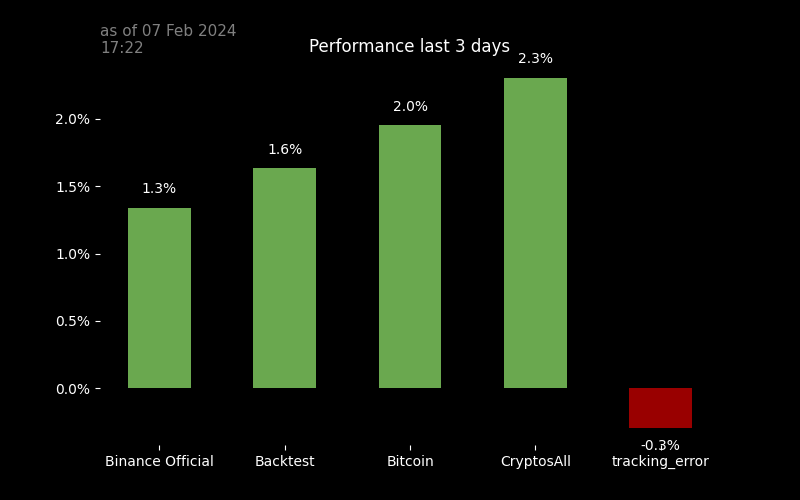 as of 07 Feb 2024
17:22
Performance last 3 days
2.3%
2.0%
1.6%
1.3%
2.0%
1.5%
1.0%
0.5%
0.0%
-0.3%
Binance Official
Backtest
Bitcoin
CryptosAll
tracking_error